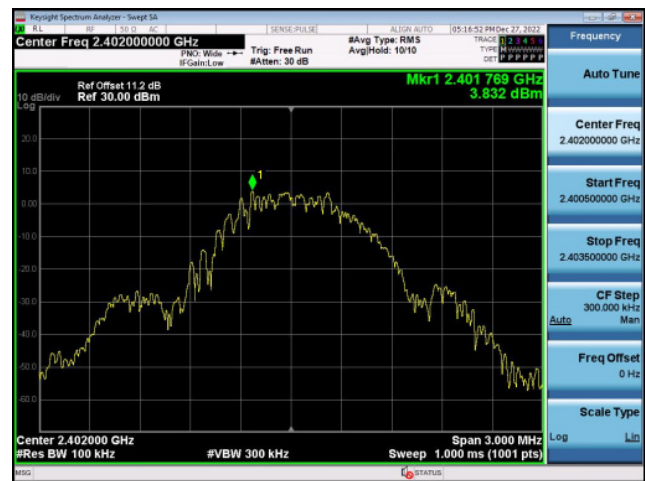 Keysight Spectrum Analyzer - Swept SA
RL RF 50 Ω AC SENSE:PULSE ALIGN AUTO 05:16:52 PM Dec 27, 2022
Center Freq 2.402000000 GHz
PNO: Wide
IFGain:Low
Trig: Free Run
#Atten: 30 dB
#Avg Type: RMS
Avg|Hold: 10/10
TRACE 1 2 3 4 5 6
TYPE M W W W W W
DET P P P P P P
Ref Offset 11.2 dB
10 dB/div Ref 30.00 dBm
Log
Mkr1 2.401 769 GHz
3.832 dBm
1
20.0
10.0
0.00
-10.0
-20.0
-30.0
-40.0
-50.0
-60.0
Center 2.402000 GHz Span 3.000 MHz
#Res BW 100 kHz #VBW 300 kHz Sweep 1.000 ms (1001 pts)
MSG STATUS
Frequency
Auto Tune
Center Freq
2.402000000 GHz
Start Freq
2.400500000 GHz
Stop Freq
2.403500000 GHz
CF Step
300.000 kHz
Auto Man
Freq Offset
0 Hz
Scale Type
Log Lin